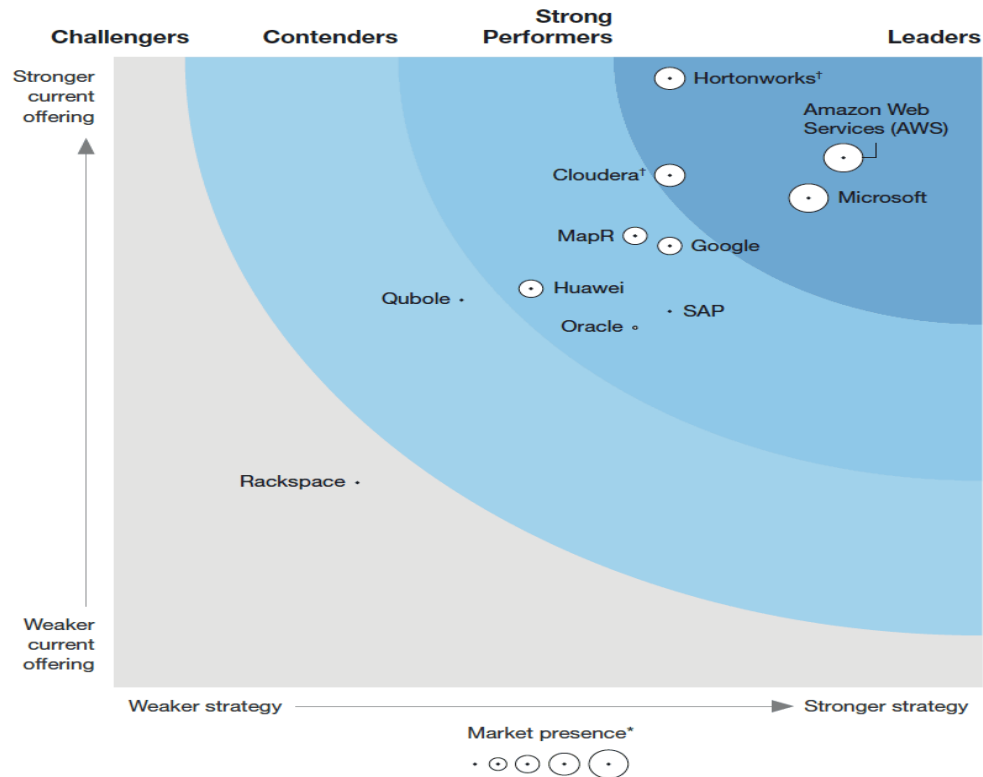 Challengers
Contenders
Strong
Performers
Leaders
Stronger
current
offering
Hortonworks†
Amazon Web
Services (AWS)
Cloudera†
Microsoft
MapR
Google
Huawei
Qubole
SAP
Oracle
Rackspace
Weaker
current
offering
Weaker strategy
Stronger strategy
Market presence*